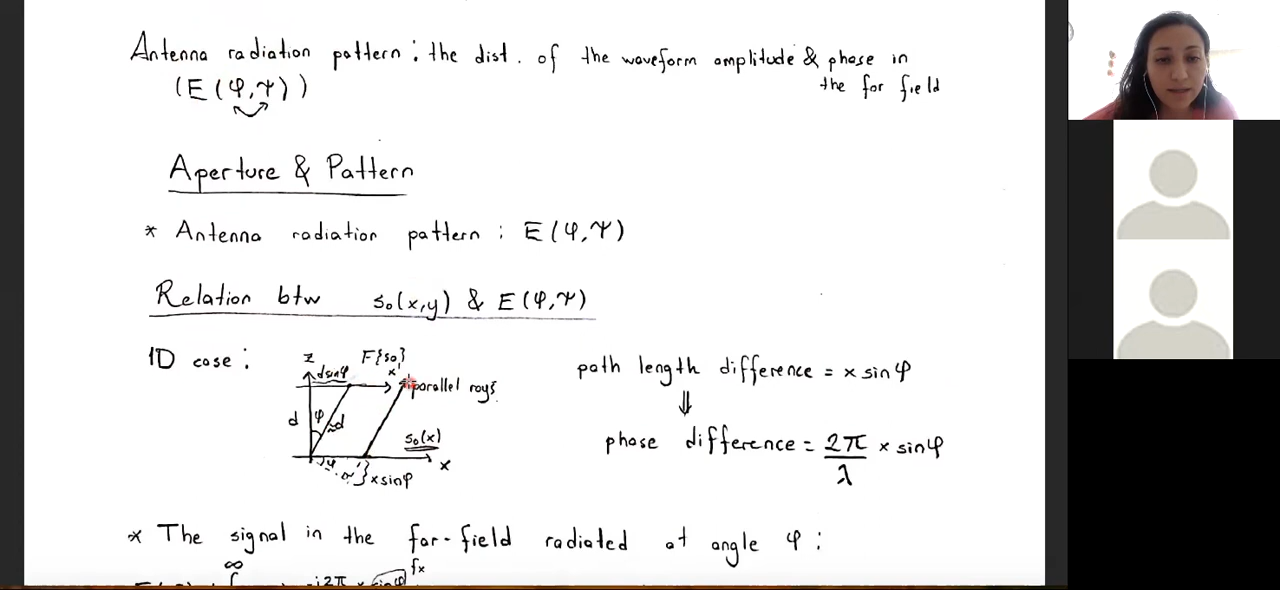 Antenna radiation pattern : the dist. of the waveform amplitude & phase in
the far field
(E(φ,ψ))
Aperture & Pattern
* Antenna radiation pattern : E(φ,ψ)
Relation btw s₀(x,y) & E(φ,ψ)
1D case :
z
F{s₀}
dsinφ
x'
parallel rays
d
φ
≈d
s₀(x)
x
φ
} x sinφ
path length difference = x sinφ
⇓
phase difference = 2π/λ x sinφ
* The signal in the far-field radiated at angle φ :
∞
fx